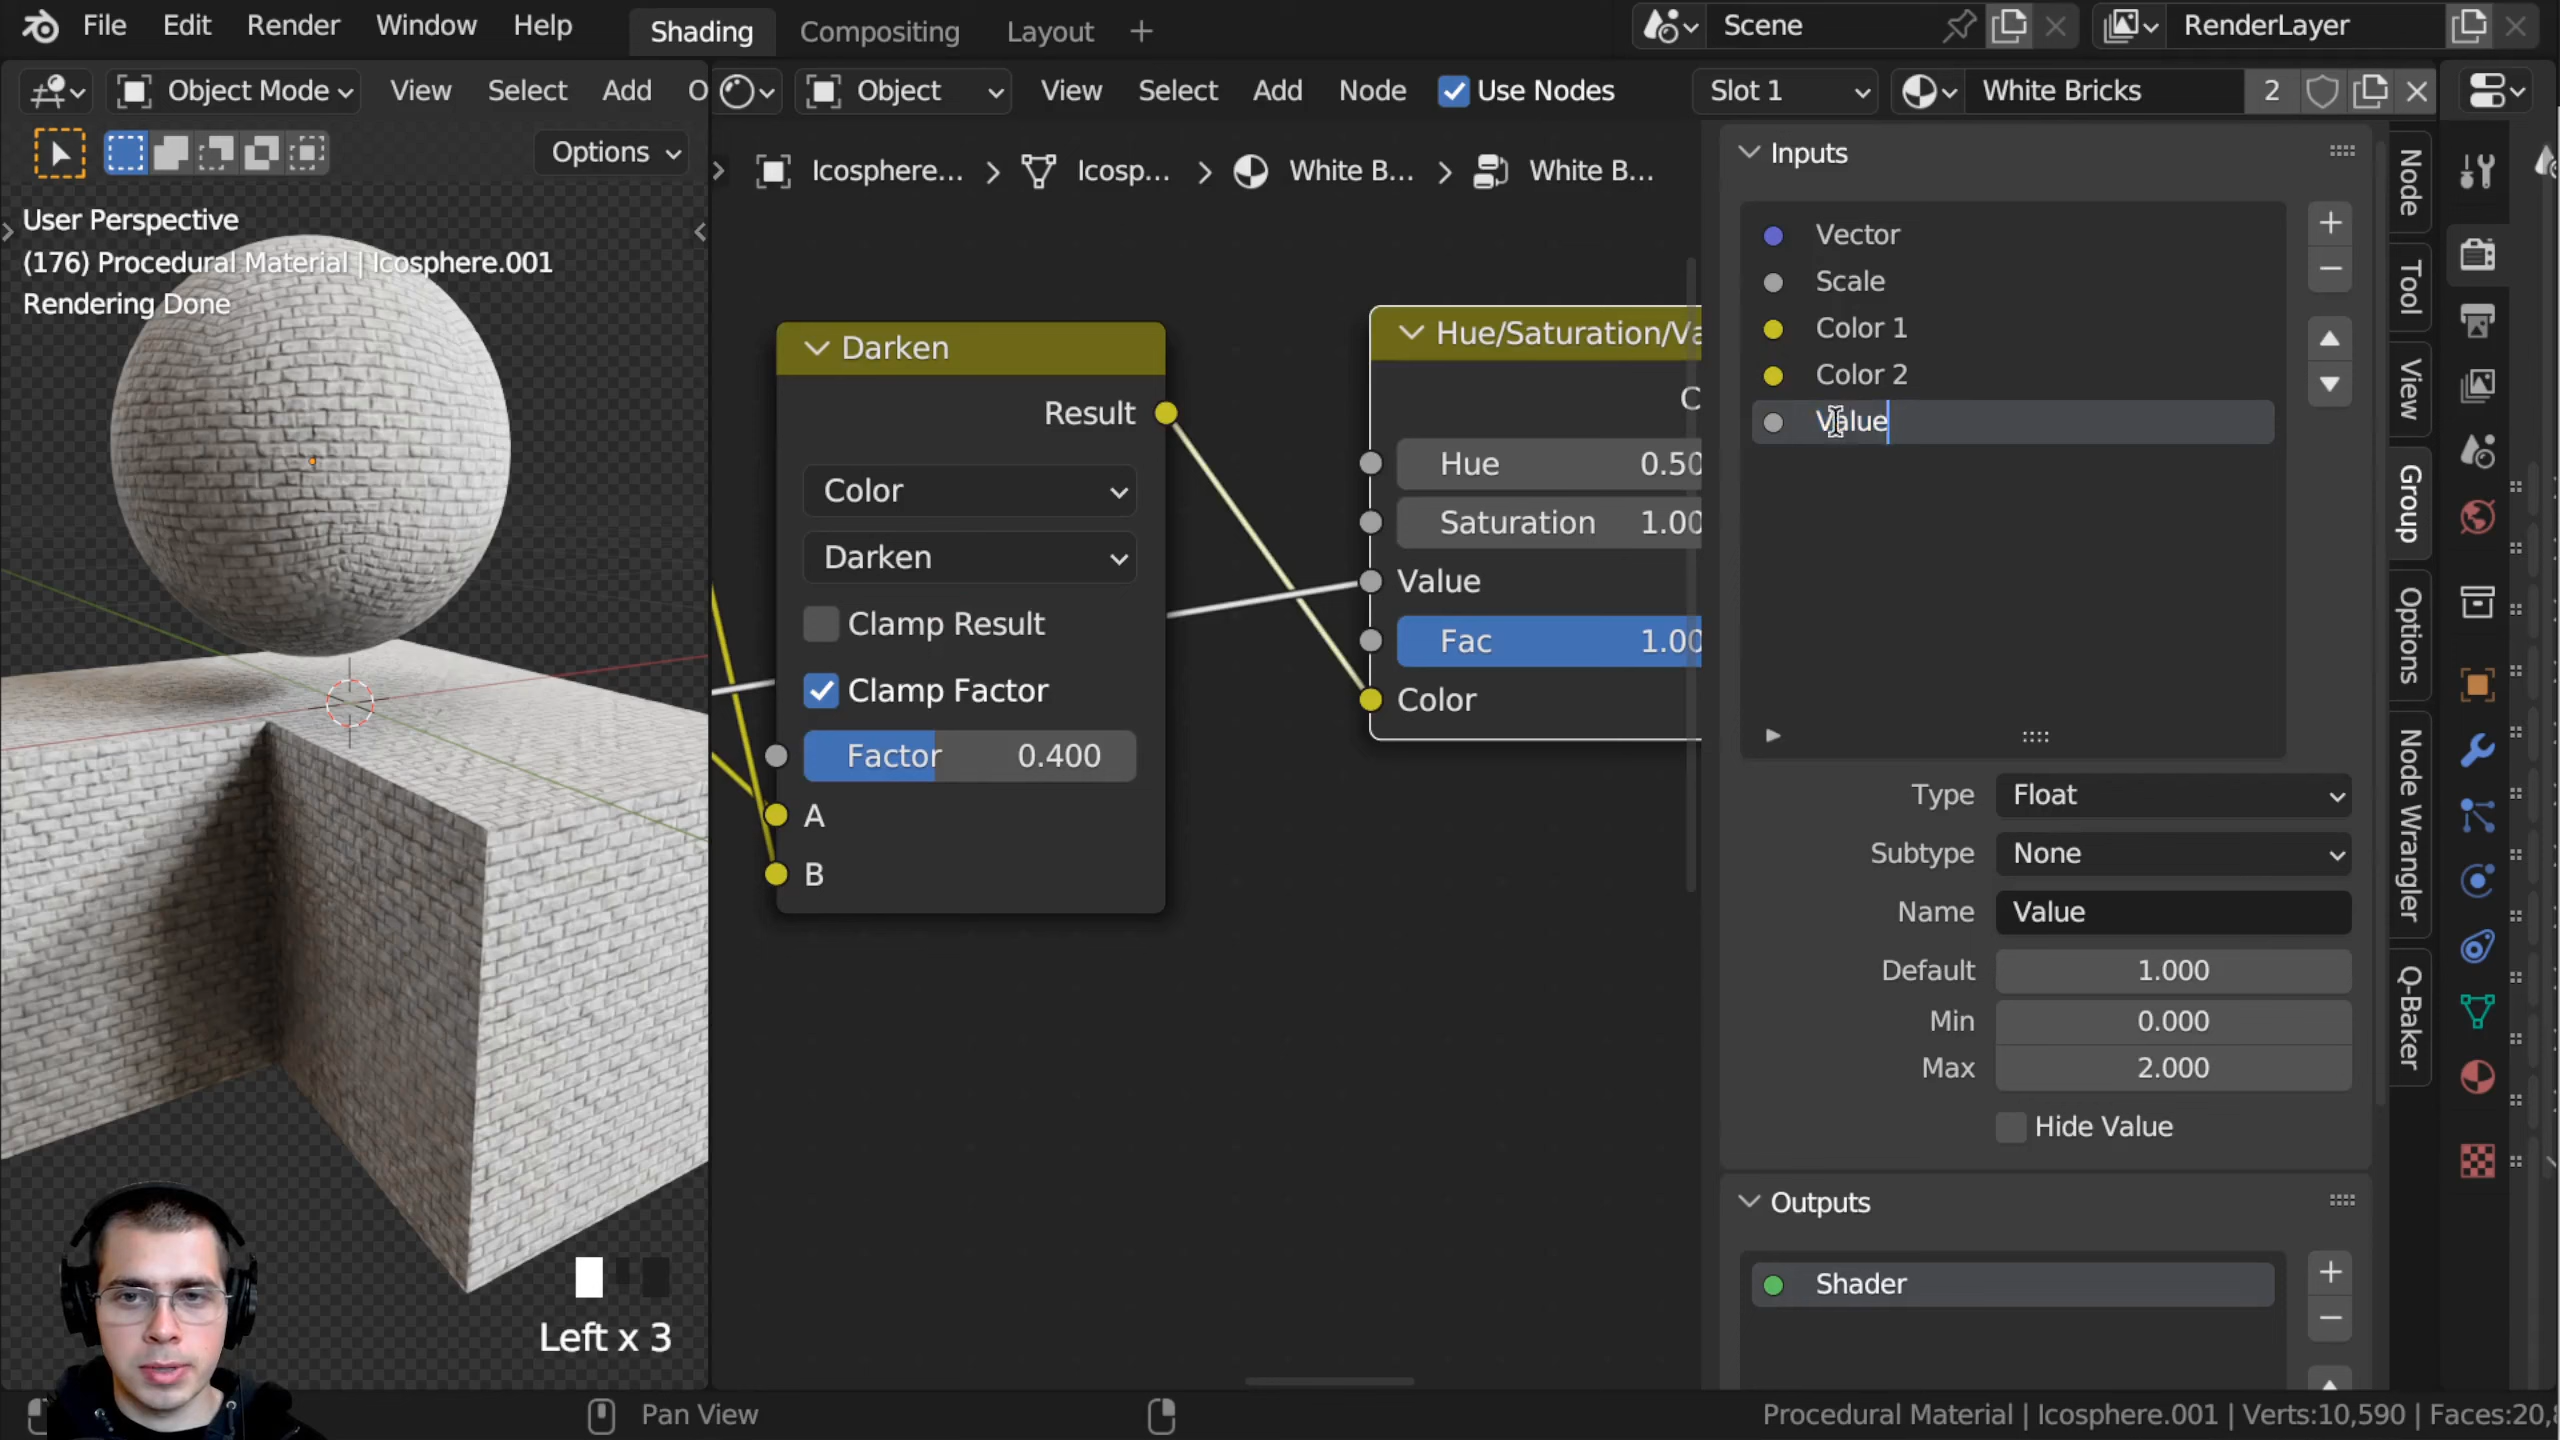 File Edit Render Window Help Shading Compositing Layout + Scene RenderLayer
Object Mode View Select Add O Object View Select Add Node Use Nodes Slot 1 White Bricks 2
Options
User Perspective
(176) Procedural Material | Icosphere.001
Rendering Done
Icosphere... > Icosp... > White B... > White B...
Darken
Result
Color
Darken
Clamp Result
Clamp Factor
Factor 0.400
A
B
Hue/Saturation/Va
C
Hue 0.50
Saturation 1.00
Value
Fac 1.00
Color
Inputs
Vector
Scale
Color 1
Color 2
Value
Type Float
Subtype None
Name Value
Default 1.000
Min 0.000
Max 2.000
Hide Value
Outputs
Shader
Node
Tool
View
Group
Options
Node Wrangler
Q-Baker
Left x 3
Pan View
Procedural Material | Icosphere.001 | Verts:10,590 | Faces:20,